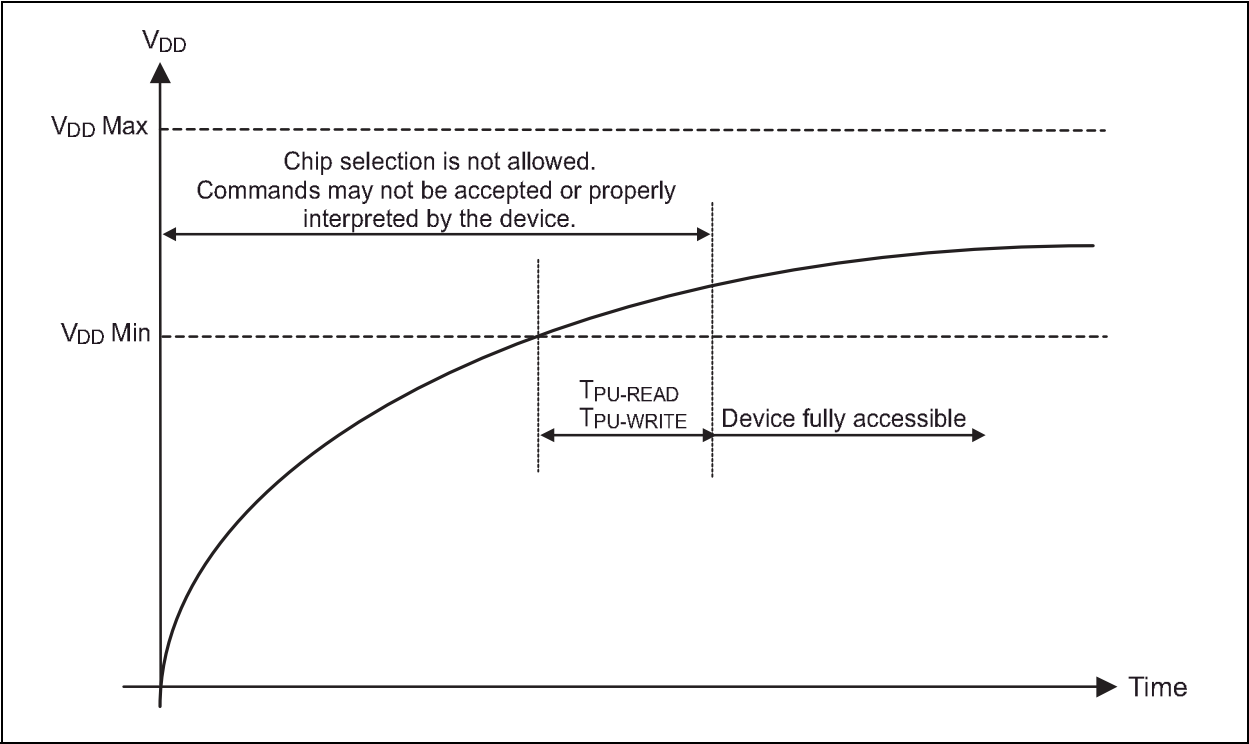 VDD
VDD Max
Chip selection is not allowed.
Commands may not be accepted or properly
interpreted by the device.
VDD Min
TPU-READ
TPU-WRITE
Device fully accessible
Time